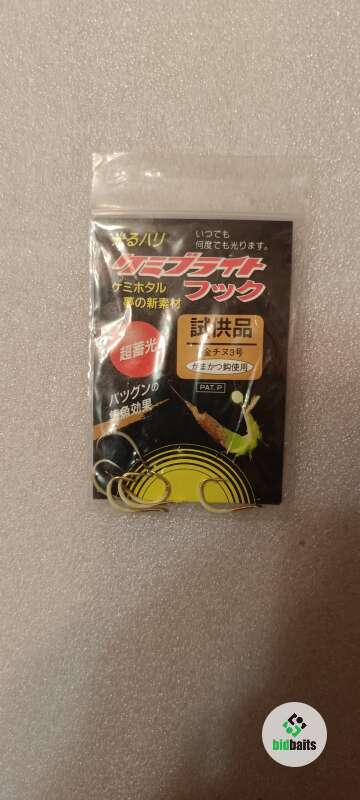 光るハリ
いつでも
何度でも光ります。
ケミブライト
ケミホタル
夢の新素材
フック
試供品
超蓄光
金チヌ3号
がまかつ鈎使用
PAT.P
バツグンの
集魚効果
bidbaits